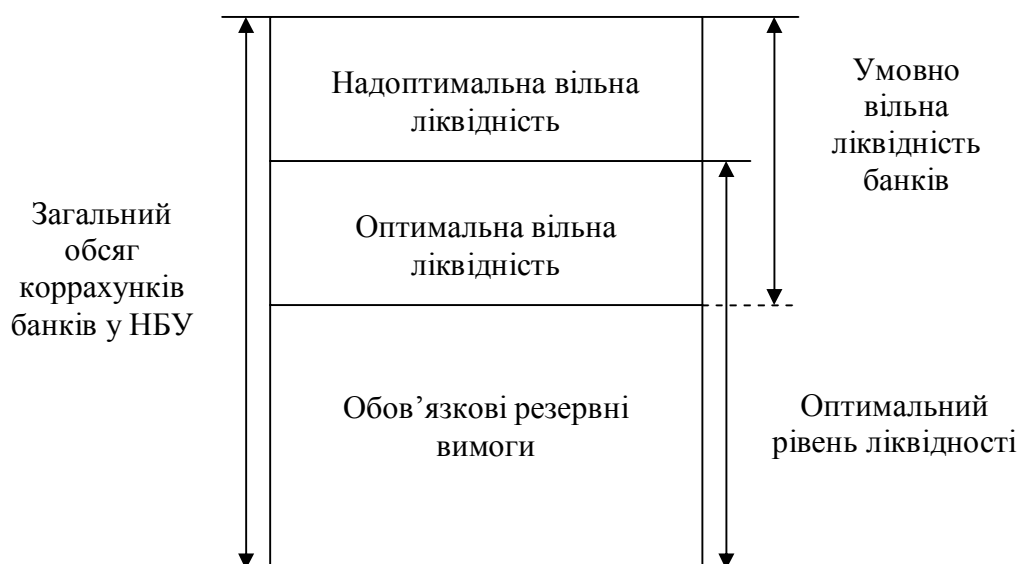 Надоптимальна вільна
ліквідність
Умовно
вільна
ліквідність
банків
Загальний
обсяг
коррахунків
банків у НБУ
Оптимальна вільна
ліквідність
Обов’язкові резервні
вимоги
Оптимальний
рівень ліквідності